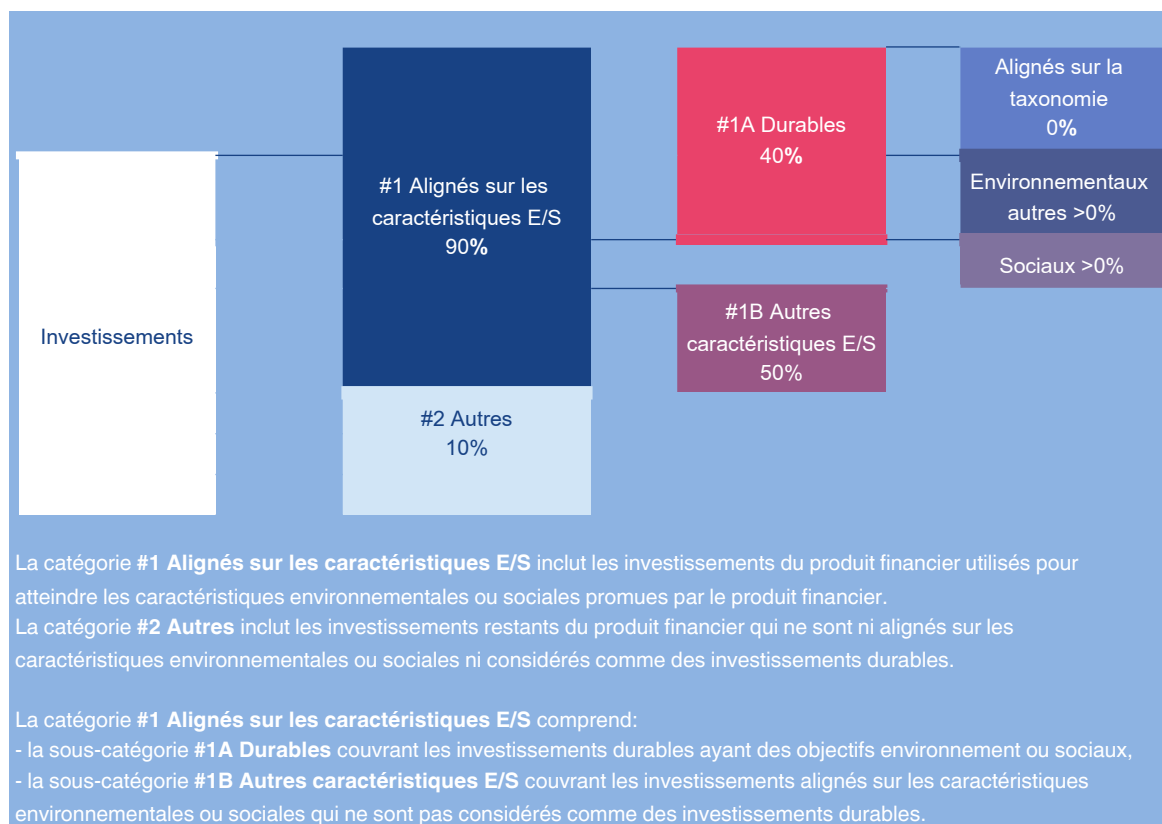 Investissements
#1 Alignés sur les
caractéristiques E/S
90%
#2 Autres
10%
#1A Durables
40%
#1B Autres
caractéristiques E/S
50%
Alignés sur la
taxonomie
0%
Environnementaux
autres >0%
Sociaux >0%
La catégorie #1 Alignés sur les caractéristiques E/S inclut les investissements du produit financier utilisés pour
atteindre les caractéristiques environnementales ou sociales promues par le produit financier.
La catégorie #2 Autres inclut les investissements restants du produit financier qui ne sont ni alignés sur les
caractéristiques environnementales ou sociales ni considérés comme des investissements durables.
La catégorie #1 Alignés sur les caractéristiques E/S comprend:
- la sous-catégorie #1A Durables couvrant les investissements durables ayant des objectifs environnement ou sociaux,
- la sous-catégorie #1B Autres caractéristiques E/S couvrant les investissements alignés sur les caractéristiques
environnementales ou sociales qui ne sont pas considérés comme des investissements durables.